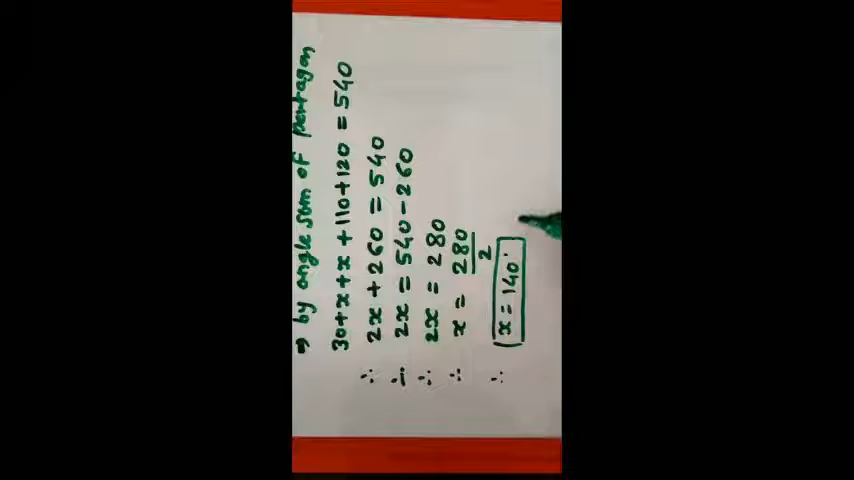 ⇒ by angle sum of pentagon
30+x+x+110+120 = 540
∴ 2x+260 = 540
∴ 2x = 540-260
∴ 2x = 280
∴ x = 280/2
∴ x = 140°